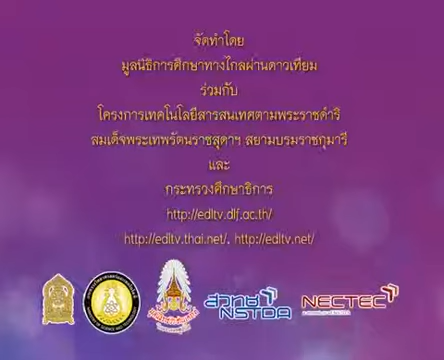 จัดทำโดย
มูลนิธิการศึกษาทางไกลผ่านดาวเทียม
ร่วมกับ
โครงการเทคโนโลยีสารสนเทศตามพระราชดำริ
สมเด็จพระเทพรัตนราชสุดาฯ สยามบรมราชกุมารี
และ
กระทรวงศึกษาธิการ
http://edltv.dlf.ac.th/
http://edltv.thai.net/, http://edltv.net/
สวทช NECTEC
NSTDA